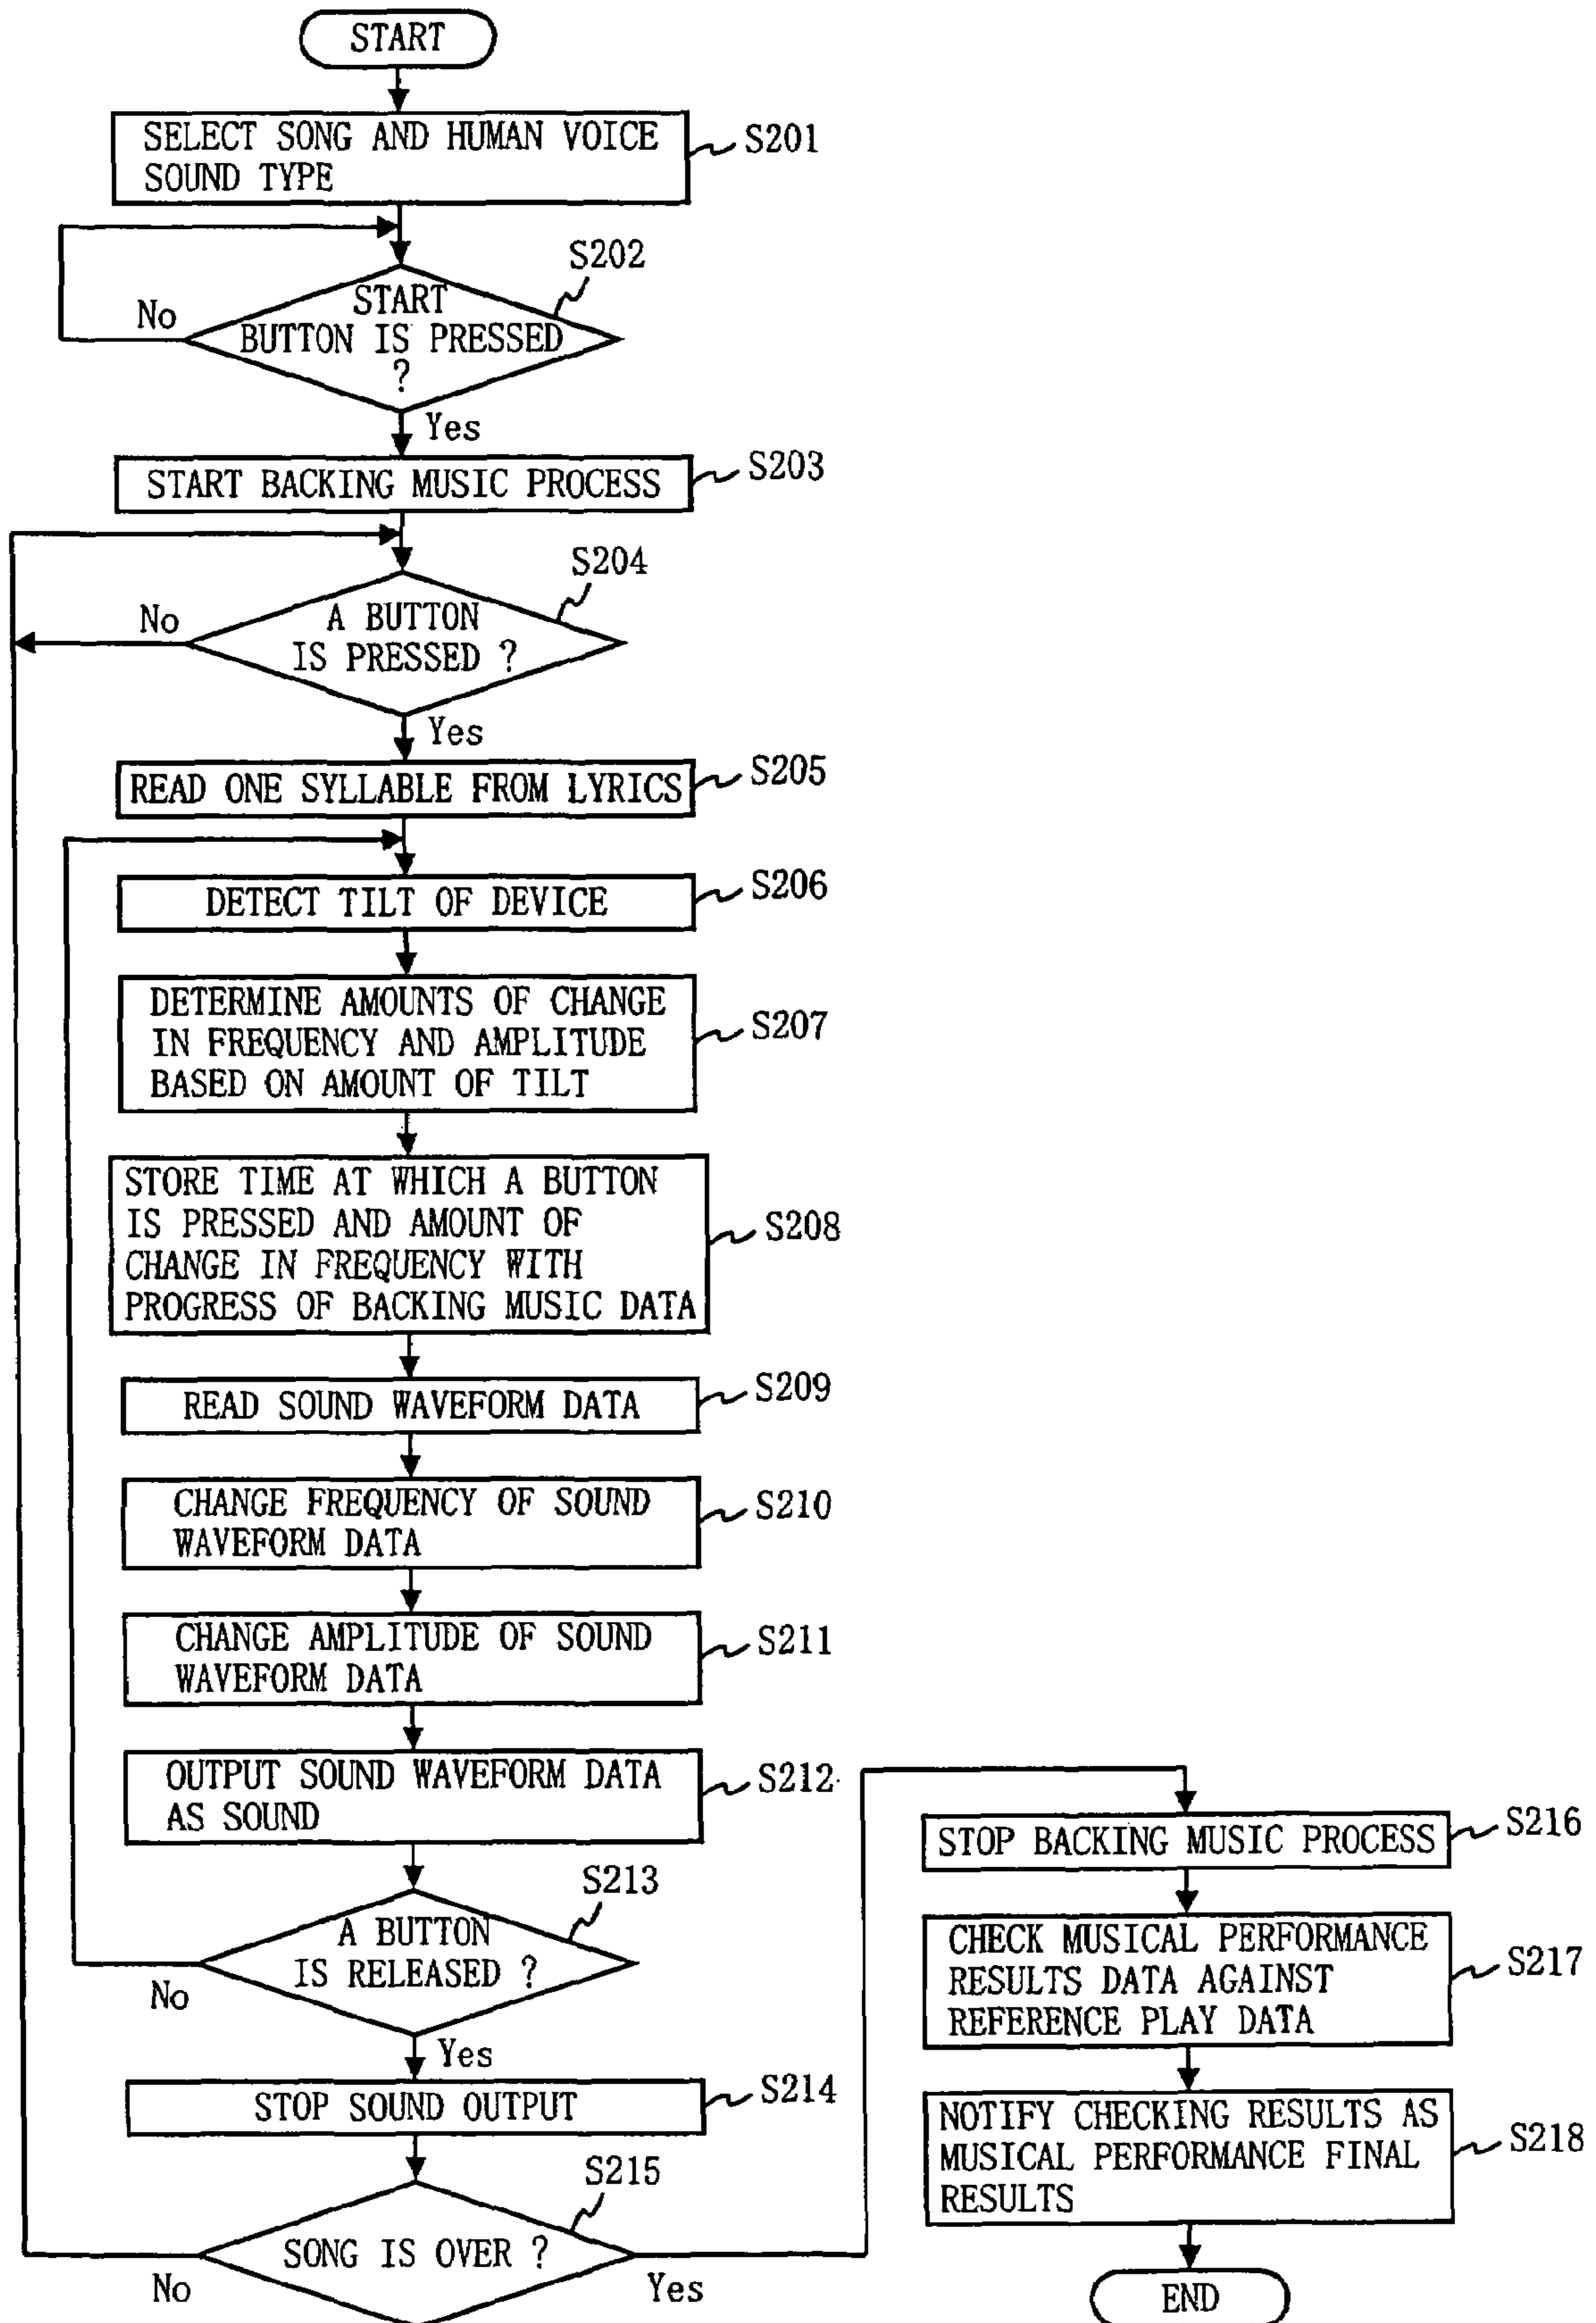 START
SELECT SONG AND HUMAN VOICE
SOUND TYPE
S201
S202
START
BUTTON IS PRESSED
?
No
Yes
START BACKING MUSIC PROCESS
S203
S204
A BUTTON
IS PRESSED ?
No
Yes
READ ONE SYLLABLE FROM LYRICS
S205
DETECT TILT OF DEVICE
S206
DETERMINE AMOUNTS OF CHANGE
IN FREQUENCY AND AMPLITUDE
BASED ON AMOUNT OF TILT
S207
STORE TIME AT WHICH A BUTTON
IS PRESSED AND AMOUNT OF
CHANGE IN FREQUENCY WITH
PROGRESS OF BACKING MUSIC DATA
S208
READ SOUND WAVEFORM DATA
S209
CHANGE FREQUENCY OF SOUND
WAVEFORM DATA
S210
CHANGE AMPLITUDE OF SOUND
WAVEFORM DATA
S211
OUTPUT SOUND WAVEFORM DATA
AS SOUND
S212
S213
A BUTTON
IS RELEASED ?
No
Yes
STOP SOUND OUTPUT
S214
S215
SONG IS OVER ?
No
Yes
STOP BACKING MUSIC PROCESS
S216
CHECK MUSICAL PERFORMANCE
RESULTS DATA AGAINST
REFERENCE PLAY DATA
S217
NOTIFY CHECKING RESULTS AS
MUSICAL PERFORMANCE FINAL
RESULTS
S218
END